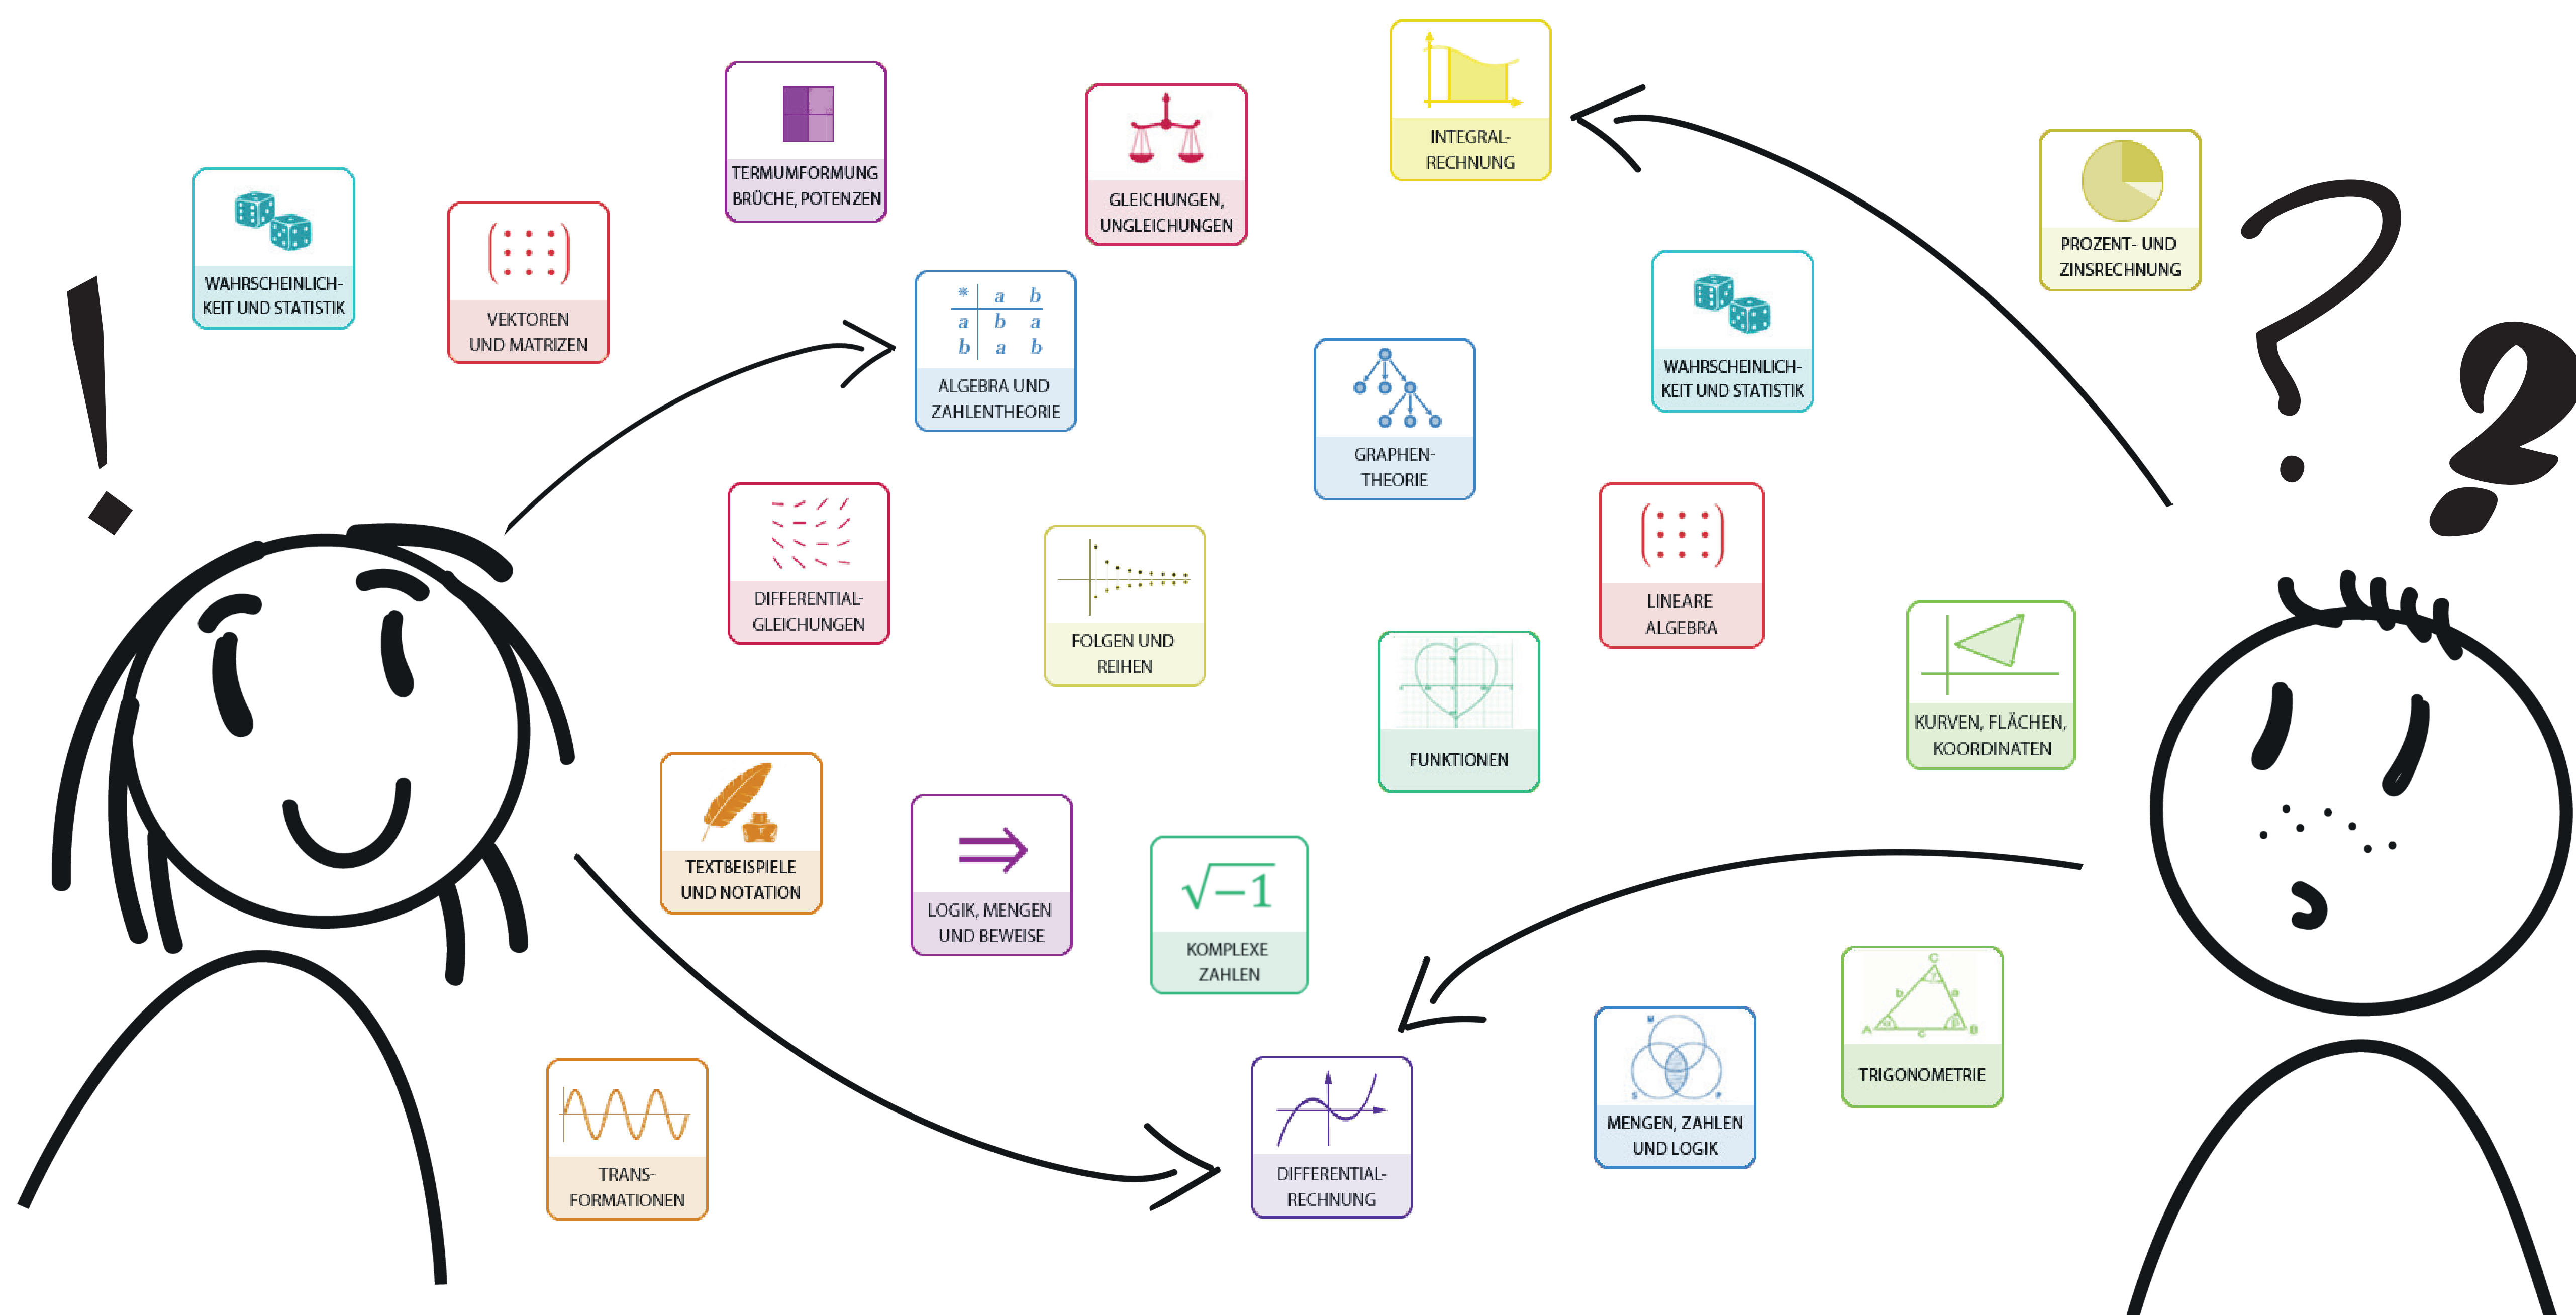 INTEGRAL-
RECHNUNG
TERMUMFORMUNG
BRÜCHE, POTENZEN
GLEICHUNGEN,
UNGLEICHUNGEN
PROZENT- UND
ZINSRECHNUNG
?
!
WAHRSCHEINLICH-
KEIT UND STATISTIK
VEKTOREN
UND MATRIZEN
* a b
a b a
b a b
ALGEBRA UND
ZAHLENTHEORIE
WAHRSCHEINLICH-
KEIT UND STATISTIK
?
GRAPHEN-
THEORIE
DIFFERENTIAL-
GLEICHUNGEN
FOLGEN UND
REIHEN
LINEARE
ALGEBRA
FUNKTIONEN
KURVEN, FLÄCHEN,
KOORDINATEN
TEXTBEISPIELE
UND NOTATION
⇒
LOGIK, MENGEN
UND BEWEISE
√-1
KOMPLEXE
ZAHLEN
C
γ
b a
α β
A c B
TRIGONOMETRIE
M
S P
MENGEN, ZAHLEN
UND LOGIK
TRANS-
FORMATIONEN
DIFFERENTIAL-
RECHNUNG